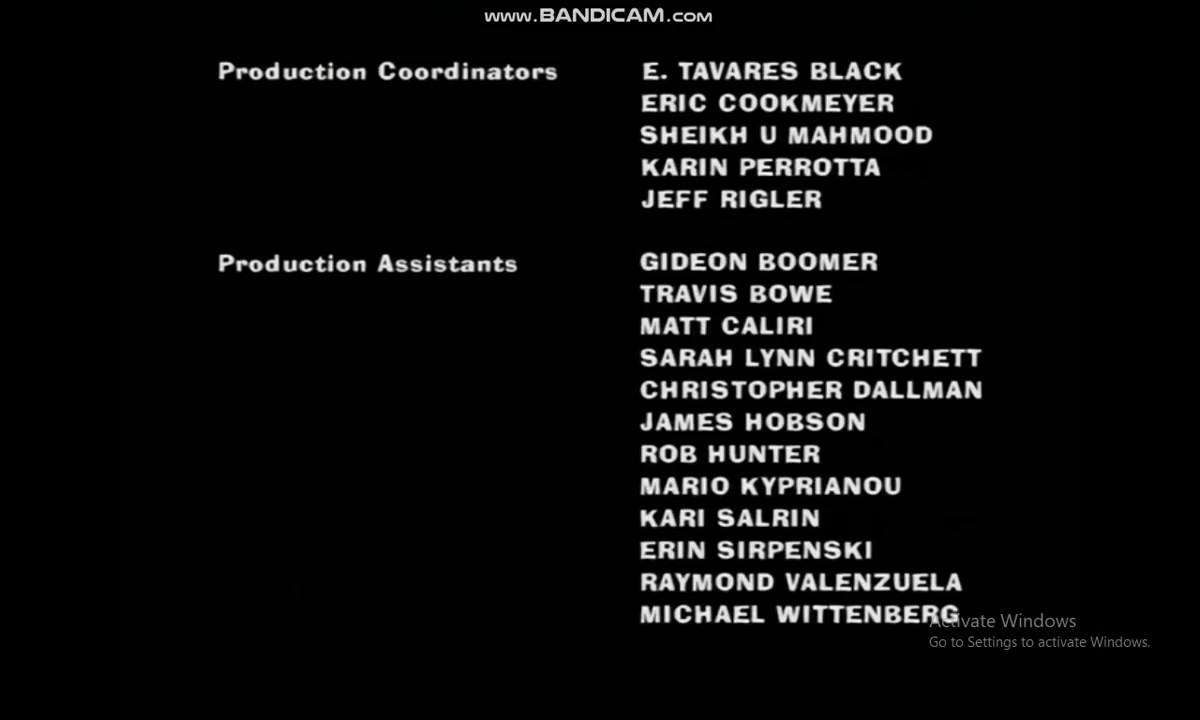 www.BANDICAM.com
Production Coordinators E. TAVARES BLACK
ERIC COOKMEYER
SHEIKH U MAHMOOD
KARIN PERROTTA
JEFF RIGLER
Production Assistants GIDEON BOOMER
TRAVIS BOWE
MATT CALIRI
SARAH LYNN CRITCHETT
CHRISTOPHER DALLMAN
JAMES HOBSON
ROB HUNTER
MARIO KYPRIANOU
KARI SALRIN
ERIN SIRPENSKI
RAYMOND VALENZUELA
MICHAEL WITTENBERG
Activate Windows
Go to Settings to activate Windows.